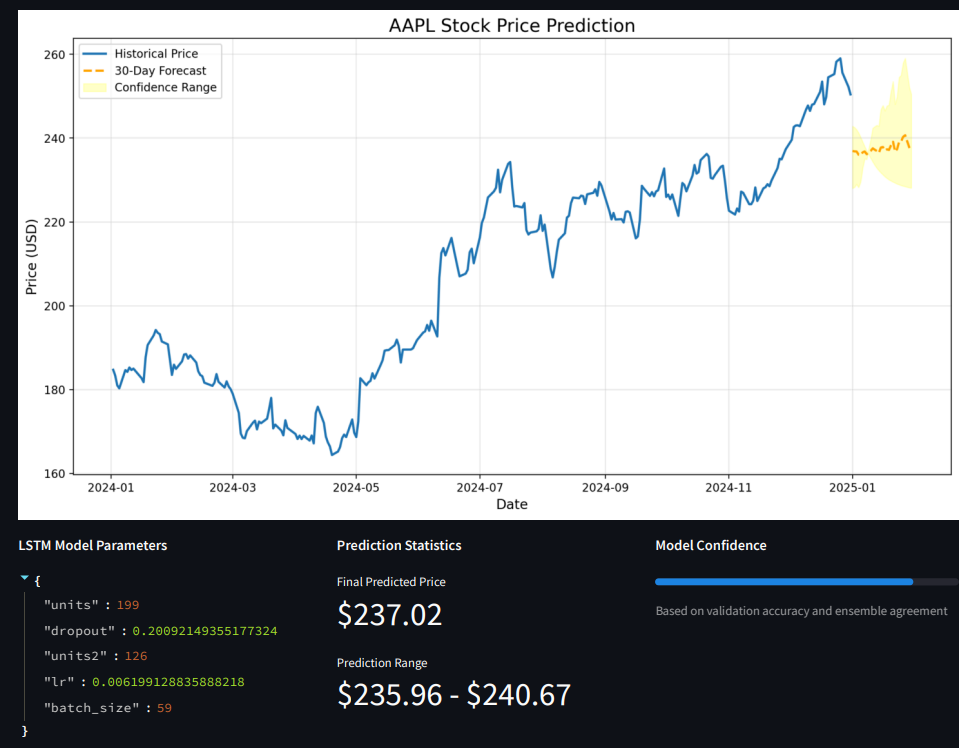 AAPL Stock Price Prediction
Historical Price
30-Day Forecast
Confidence Range
Price (USD)
260
240
220
200
180
160
2024-01
2024-03
2024-05
2024-07
2024-09
2024-11
2025-01
Date
LSTM Model Parameters
{
"units" : 199
"dropout" : 0.20092149355177324
"units2" : 126
"lr" : 0.006199128835888218
"batch_size" : 59
}
Prediction Statistics
Final Predicted Price
$237.02
Prediction Range
$235.96 - $240.67
Model Confidence
Based on validation accuracy and ensemble agreement